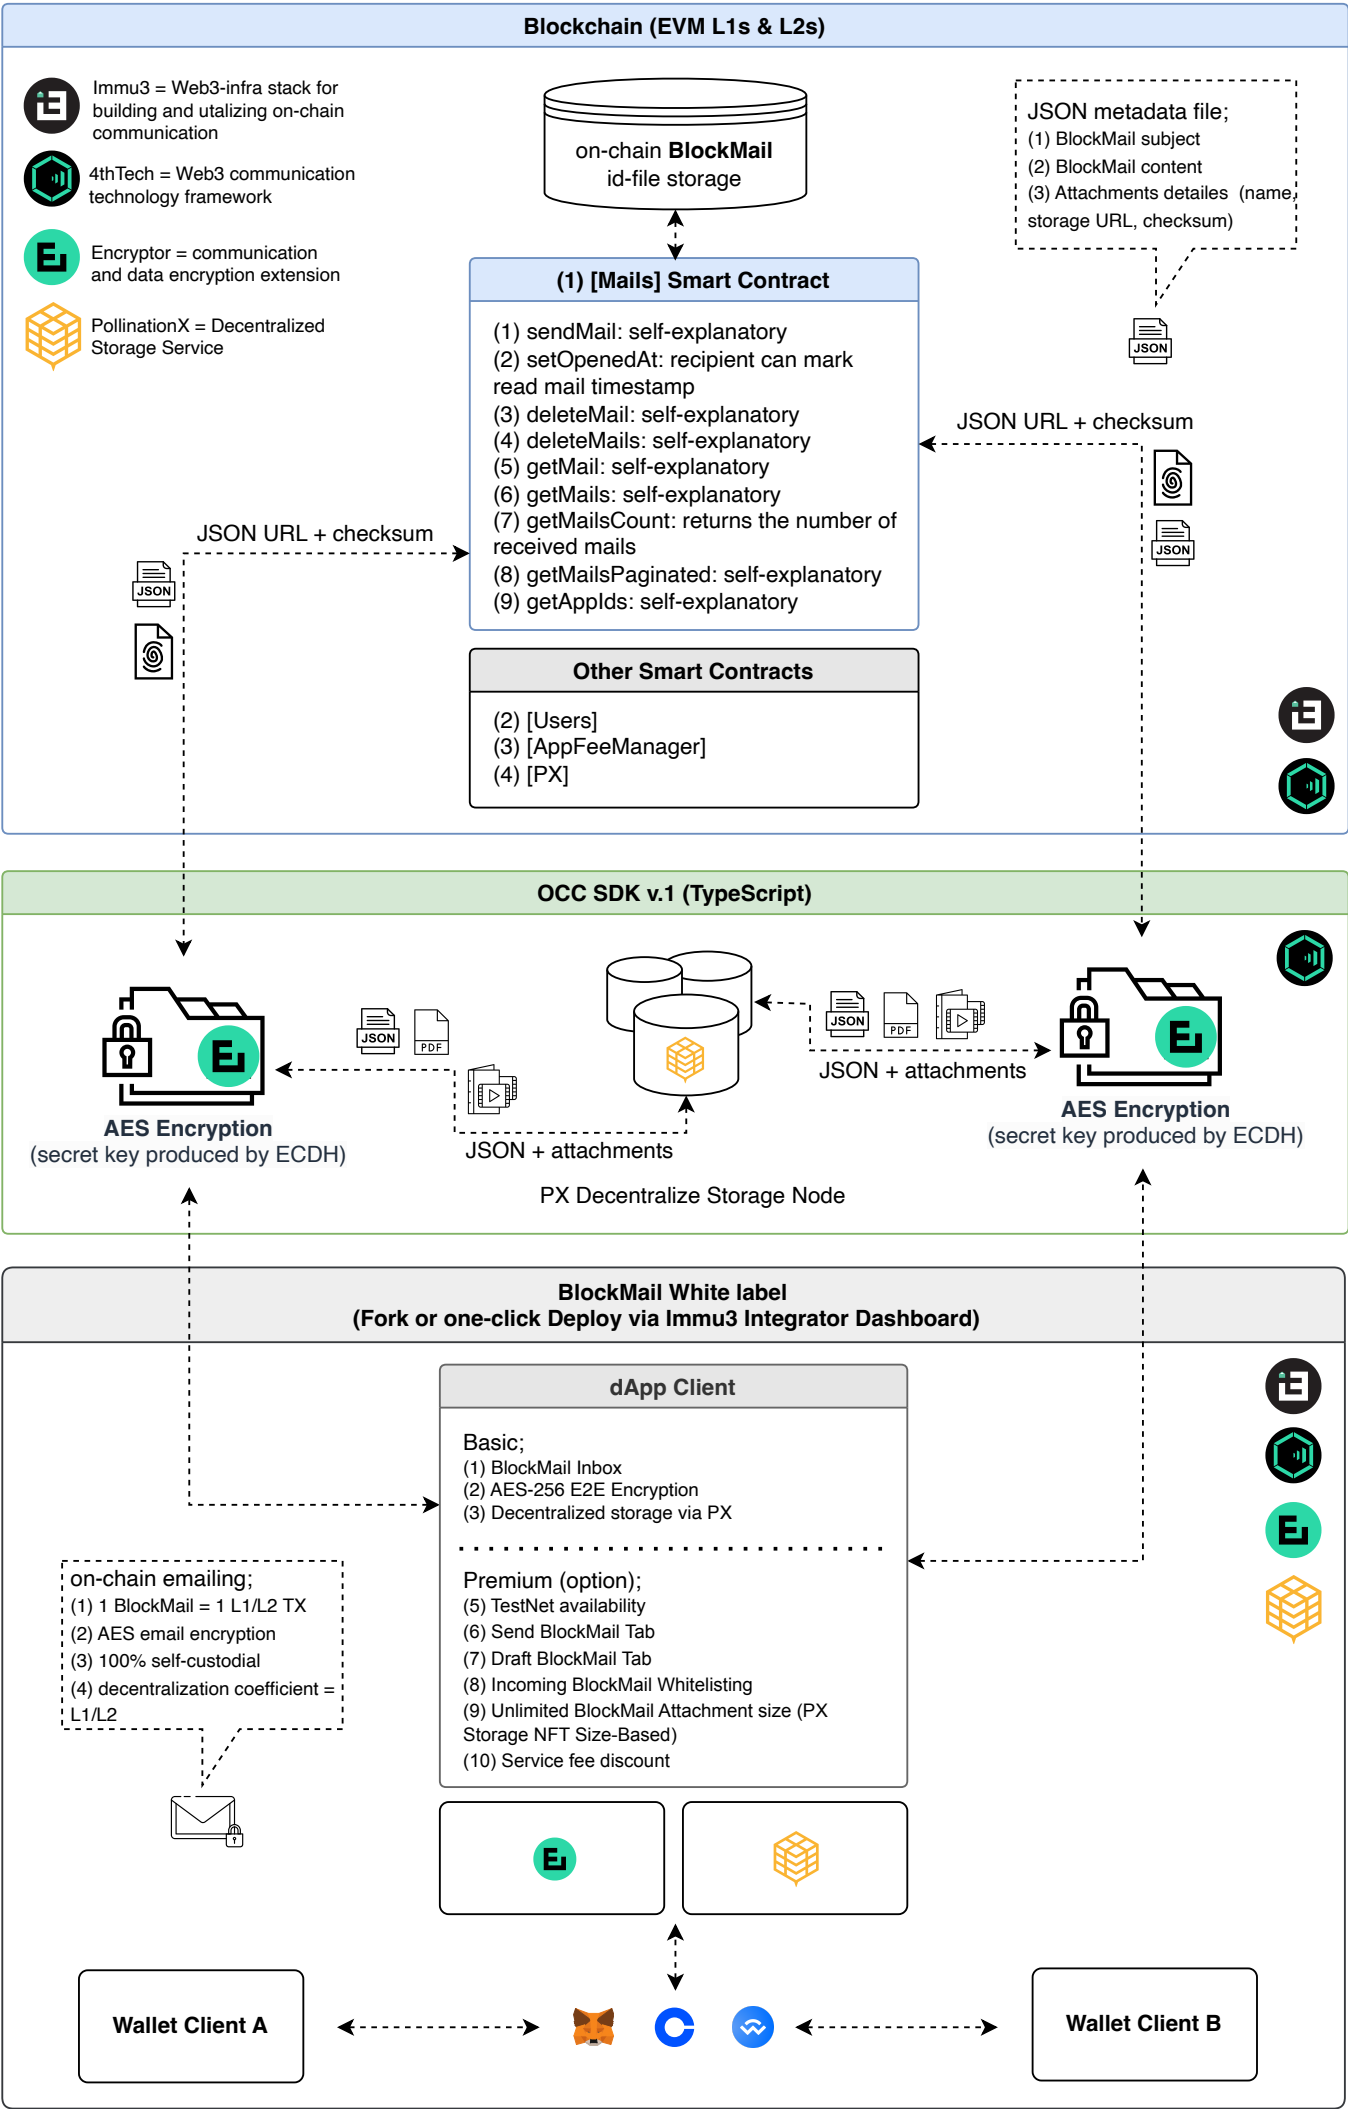 Blockchain (EVM L1s & L2s)
Immu3 = Web3-infra stack for
building and utalizing on-chain
communication
4thTech = Web3 communication
technology framework
Encryptor = communication
and data encryption extension
PollinationX = Decentralized
Storage Service
on-chain BlockMail
id-file storage
JSON metadata file;
(1) BlockMail subject
(2) BlockMail content
(3) Attachments detailes (name,
storage URL, checksum)
JSON
(1) [Mails] Smart Contract
(1) sendMail: self-explanatory
(2) setOpenedAt: recipient can mark
read mail timestamp
(3) deleteMail: self-explanatory
(4) deleteMails: self-explanatory
(5) getMail: self-explanatory
(6) getMails: self-explanatory
(7) getMailsCount: returns the number of
received mails
(8) getMailsPaginated: self-explanatory
(9) getAppIds: self-explanatory
JSON URL + checksum
JSON
JSON URL + checksum
JSON
Other Smart Contracts
(2) [Users]
(3) [AppFeeManager]
(4) [PX]
OCC SDK v.1 (TypeScript)
JSON
PDF
JSON
PDF
JSON + attachments
JSON + attachments
AES Encryption
(secret key produced by ECDH)
AES Encryption
(secret key produced by ECDH)
PX Decentralize Storage Node
BlockMail White label
(Fork or one-click Deploy via Immu3 Integrator Dashboard)
dApp Client
Basic;
(1) BlockMail Inbox
(2) AES-256 E2E Encryption
(3) Decentralized storage via PX
Premium (option);
(5) TestNet availability
(6) Send BlockMail Tab
(7) Draft BlockMail Tab
(8) Incoming BlockMail Whitelisting
(9) Unlimited BlockMail Attachment size (PX
Storage NFT Size-Based)
(10) Service fee discount
on-chain emailing;
(1) 1 BlockMail = 1 L1/L2 TX
(2) AES email encryption
(3) 100% self-custodial
(4) decentralization coefficient =
L1/L2
Wallet Client A
Wallet Client B